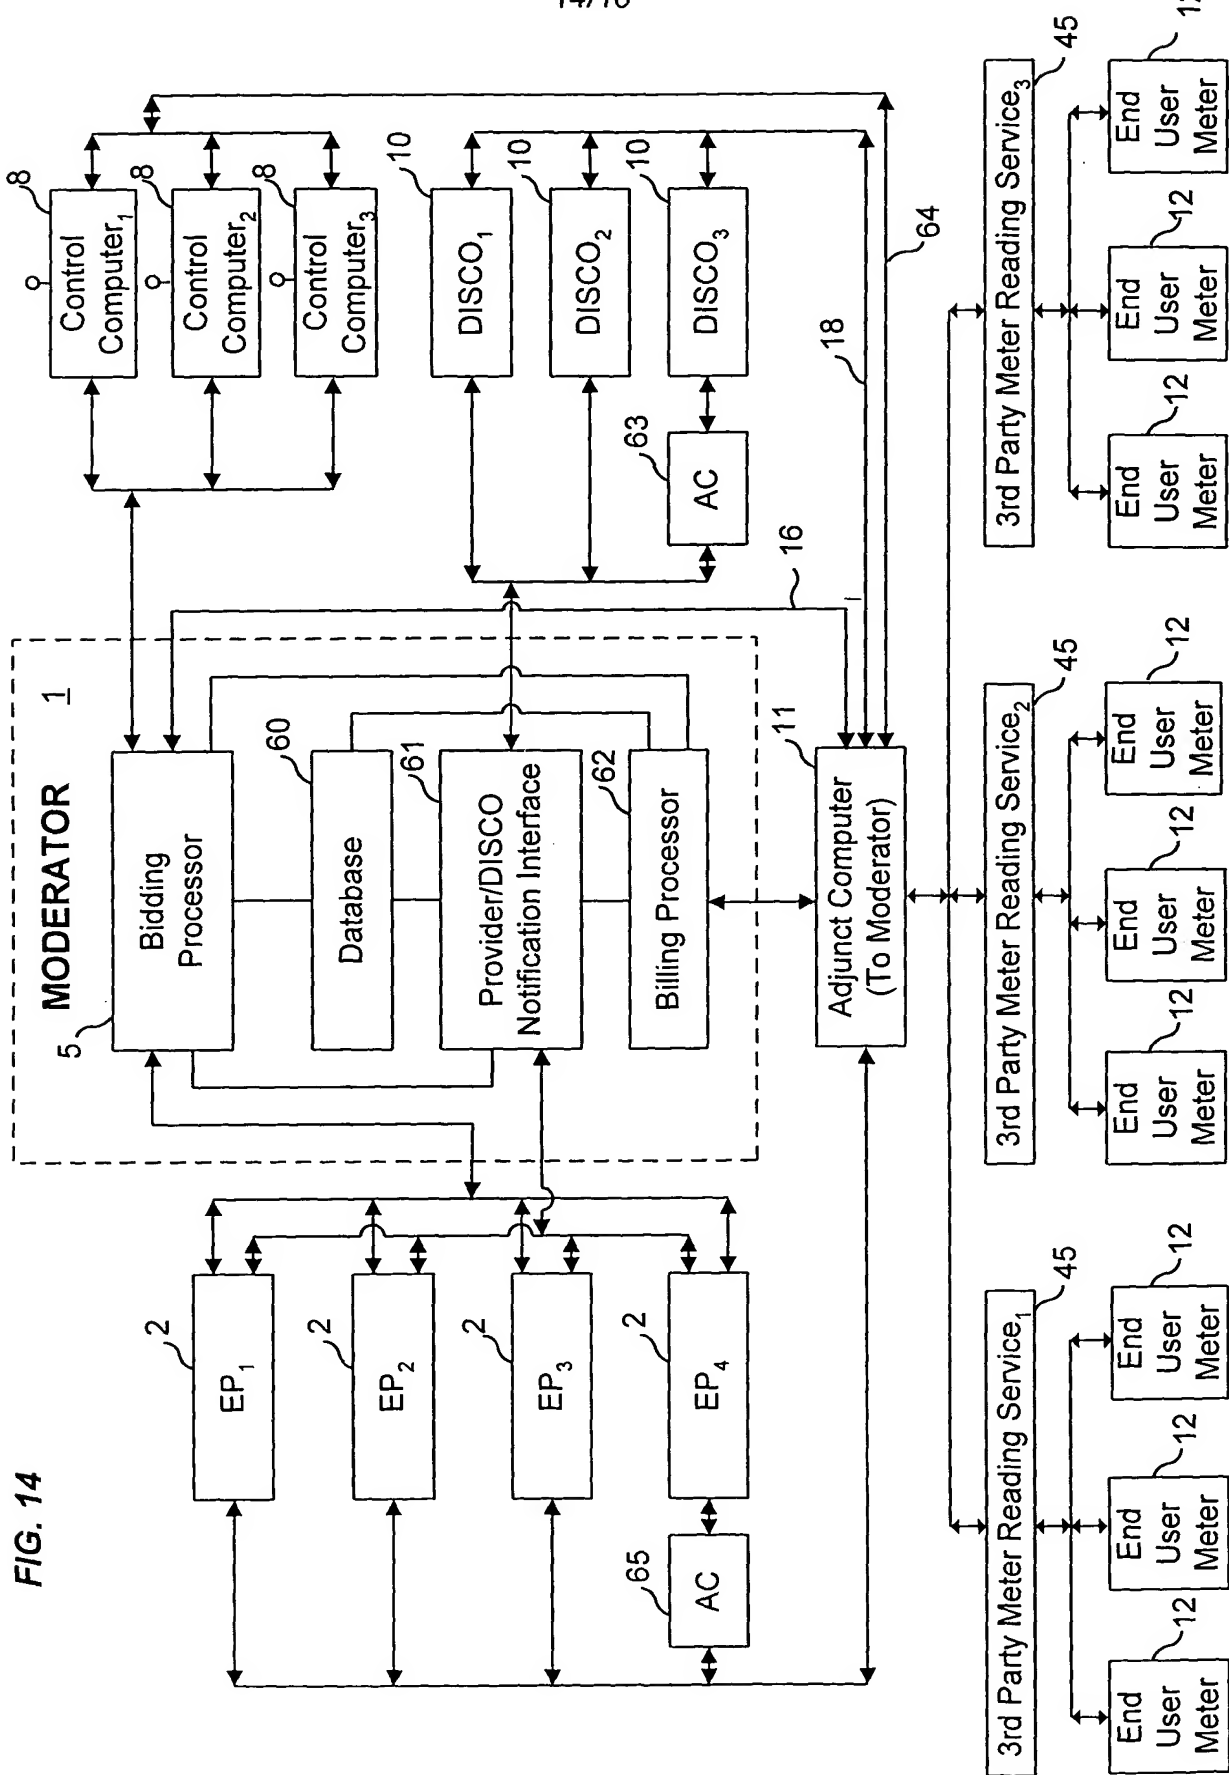 14/16
FIG. 14
MODERATOR
1
5
Bidding
Processor
60
Database
61
Provider/DISCO
Notification Interface
62
Billing Processor
2
EP1
2
EP2
2
EP3
2
EP4
65
AC
8
Control
Computer1
8
Control
Computer2
8
Control
Computer3
10
DISCO1
10
DISCO2
10
DISCO3
63
AC
16
18
64
11
Adjunct Computer
(To Moderator)
45
3rd Party Meter Reading Service1
45
3rd Party Meter Reading Service2
45
3rd Party Meter Reading Service3
12
End
User
Meter
12
End
User
Meter
12
End
User
Meter
12
End
User
Meter
12
End
User
Meter
12
End
User
Meter
12
End
User
Meter
12
End
User
Meter
End
User
Meter